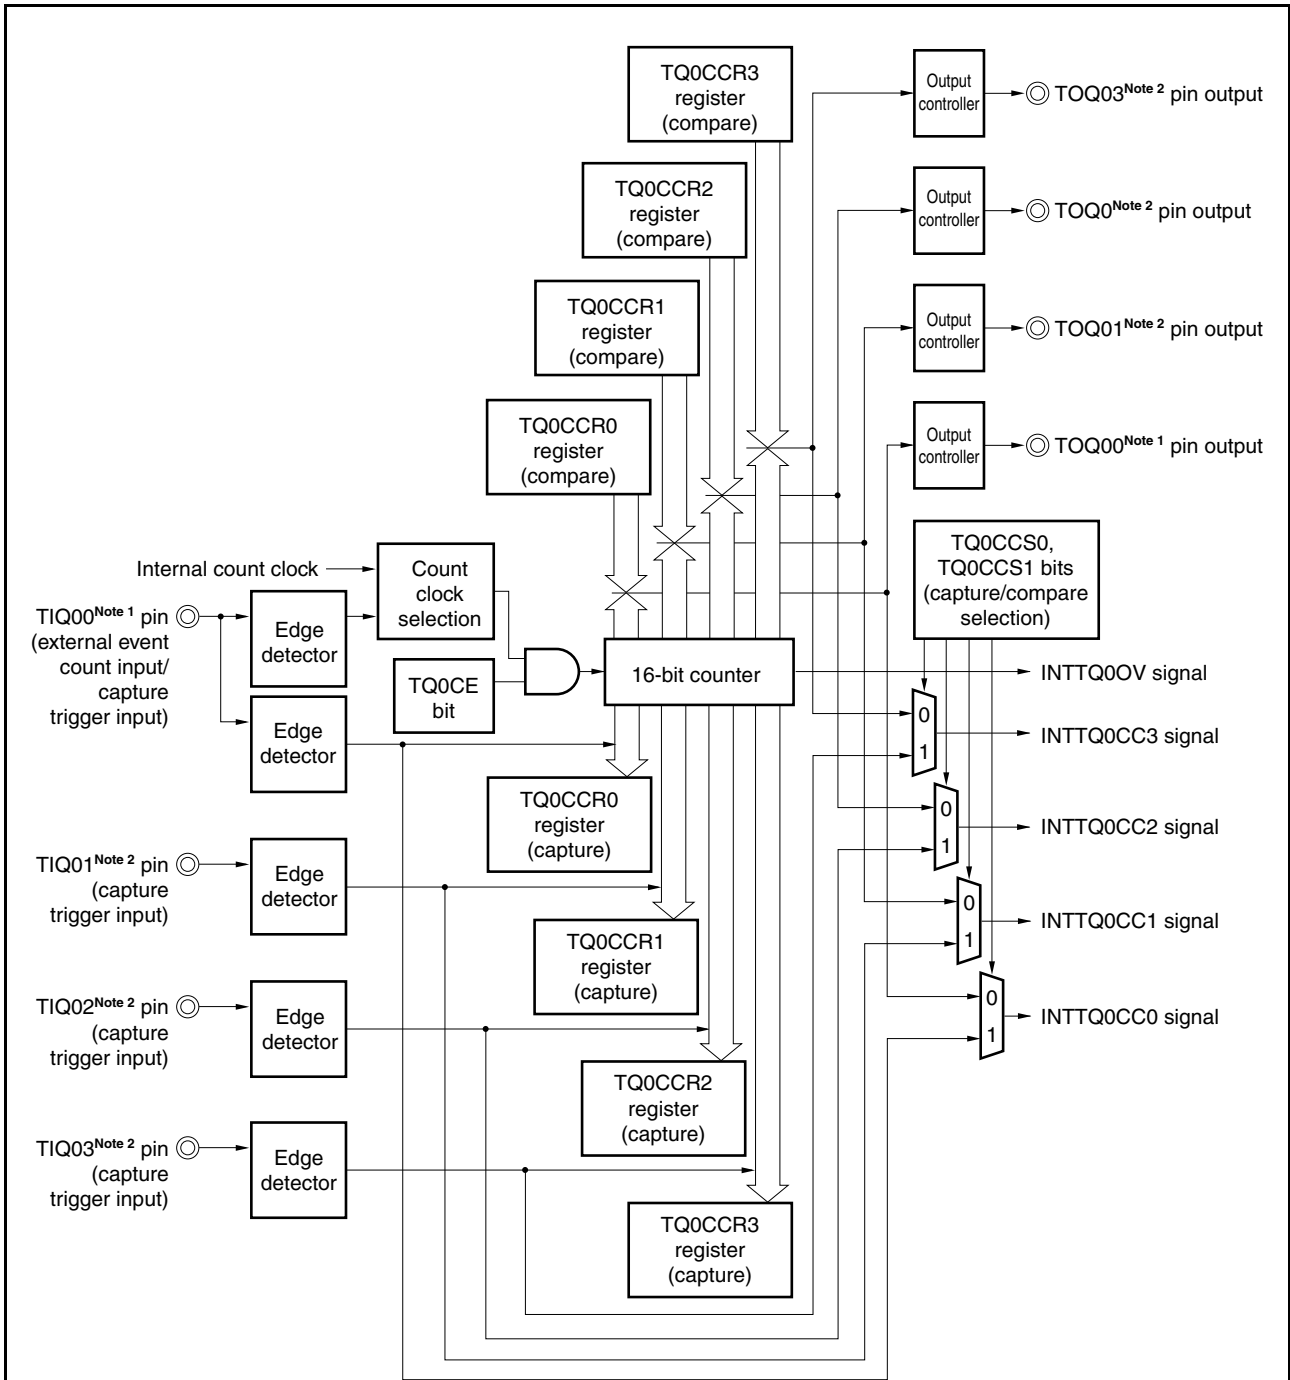 TQ0CCR3
register
(compare)
Output
controller
TOQ03Note 2 pin output
TQ0CCR2
register
(compare)
Output
controller
TOQ0Note 2 pin output
TQ0CCR1
register
(compare)
Output
controller
TOQ01Note 2 pin output
TQ0CCR0
register
(compare)
Output
controller
TOQ00Note 1 pin output
TQ0CCS0,
TQ0CCS1 bits
(capture/compare
selection)
Internal count clock
Count
clock
selection
TIQ00Note 1 pin
(external event
count input/
capture
trigger input)
Edge
detector
TQ0CE
bit
16-bit counter
INTTQ0OV signal
Edge
detector
0
1
INTTQ0CC3 signal
TQ0CCR0
register
(capture)
0
1
INTTQ0CC2 signal
TIQ01Note 2 pin
(capture
trigger input)
Edge
detector
TQ0CCR1
register
(capture)
0
1
INTTQ0CC1 signal
TIQ02Note 2 pin
(capture
trigger input)
Edge
detector
0
1
INTTQ0CC0 signal
TQ0CCR2
register
(capture)
TIQ03Note 2 pin
(capture
trigger input)
Edge
detector
TQ0CCR3
register
(capture)